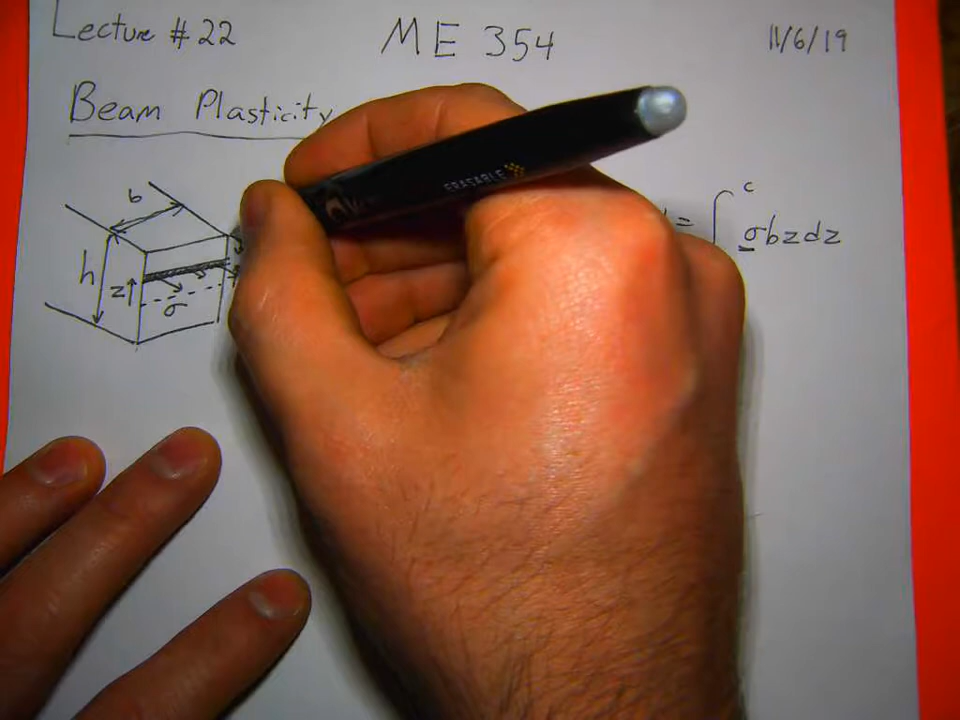 Lecture # 22 ME 354 11/6/19
Beam Plasticity
b
h
z
σ
= ∫ c σbzdz
ERASABLE